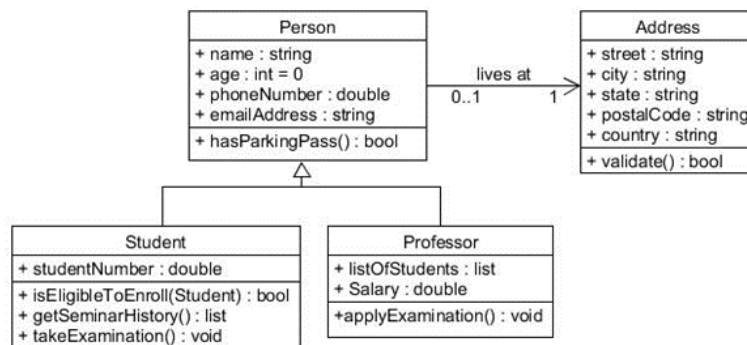 Person
+ name : string
+ age : int = 0
+ phoneNumber : double
+ emailAddress : string
+ hasParkingPass() : bool
lives at
0..1 1
Address
+ street : string
+ city : string
+ state : string
+ postalCode : string
+ country : string
+ validate() : bool
Student
+ studentNumber : double
+ isEligibleToEnroll(Student) : bool
+ getSeminarHistory() : list
+ takeExamination() : void
Professor
+ listOfStudents : list
+ Salary : double
+applyExamination() : void